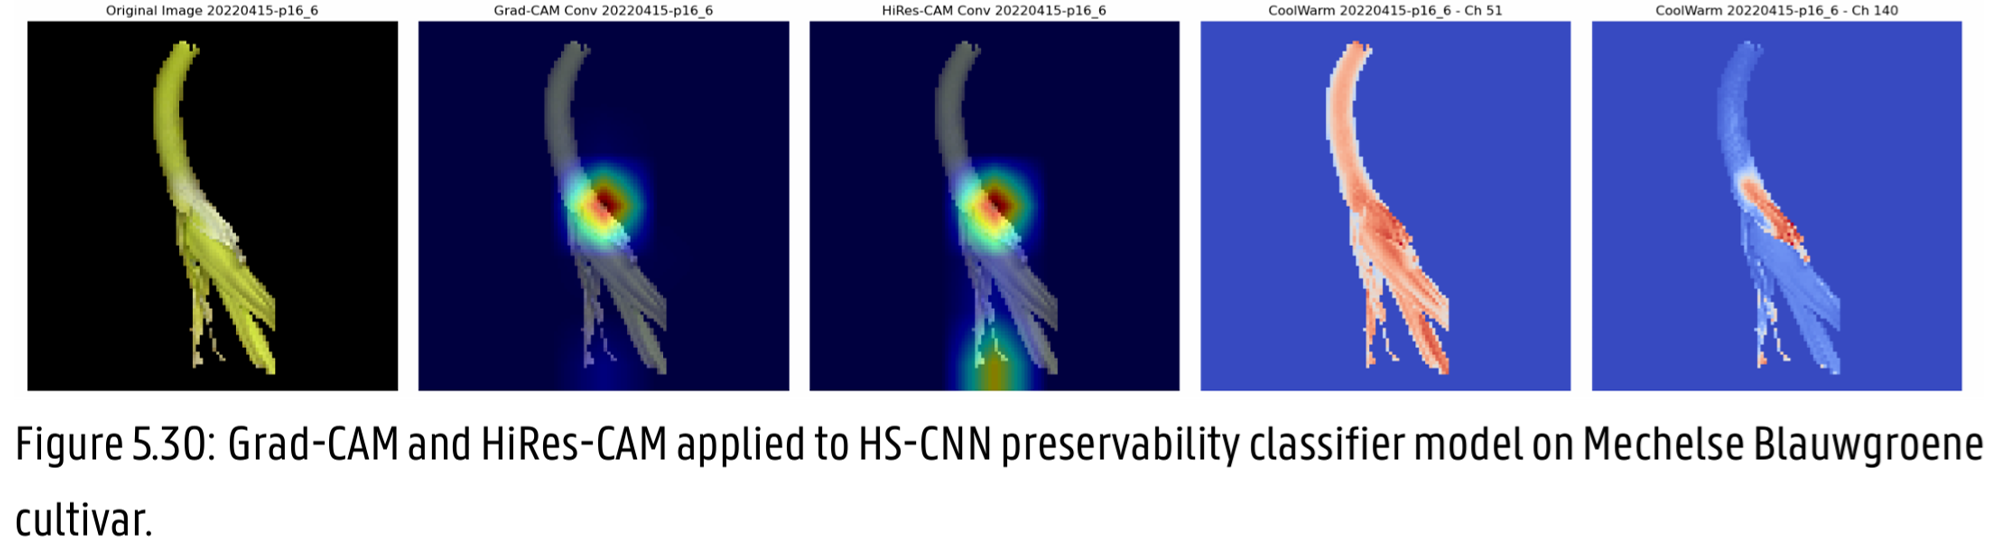 Original Image 20220415-p16_6
Grad-CAM Conv 20220415-p16_6
HiRes-CAM Conv 20220415-p16_6
CoolWarm 20220415-p16_6 - Ch 51
CoolWarm 20220415-p16_6 - Ch 140
Figure 5.30: Grad-CAM and HiRes-CAM applied to HS-CNN preservability classifier model on Mechelse Blauwgroene
cultivar.